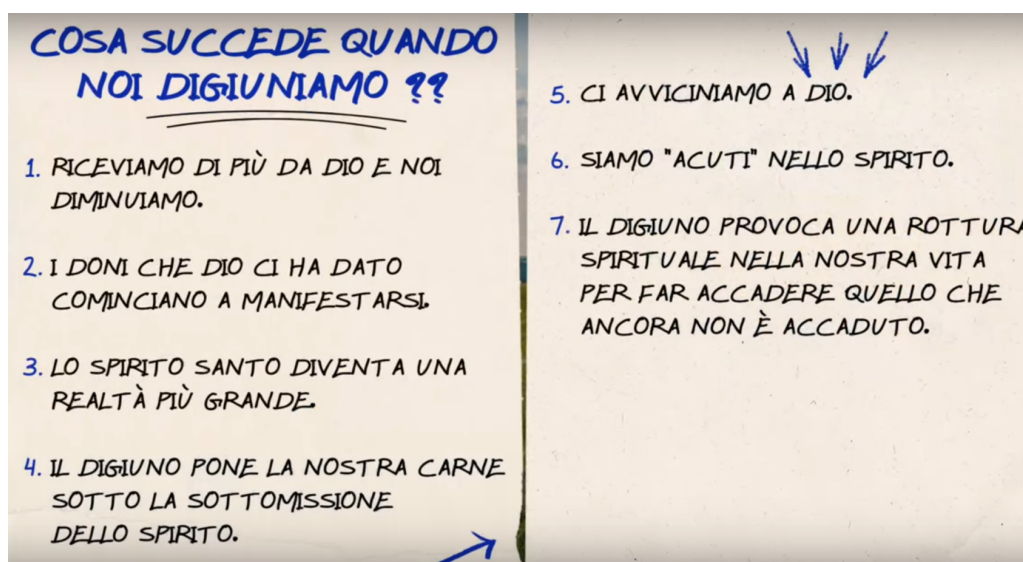 COSA SUCCEDE QUANDO
NOI DIGIUNIAMO ??
1. RICEVIAMO DI PIÙ DA DIO E NOI
DIMINUIAMO.
2. I DONI CHE DIO CI HA DATO
COMINCIANO A MANIFESTARSI.
3. LO SPIRITO SANTO DIVENTA UNA
REALTÀ PIÙ GRANDE.
4. IL DIGIUNO PONE LA NOSTRA CARNE
SOTTO LA SOTTOMISSIONE
DELLO SPIRITO.
5. CI AVVICINIAMO A DIO.
6. SIAMO "ACUTI" NELLO SPIRITO.
7. IL DIGIUNO PROVOCA UNA ROTTURA
SPIRITUALE NELLA NOSTRA VITA
PER FAR ACCADERE QUELLO CHE
ANCORA NON È ACCADUTO.